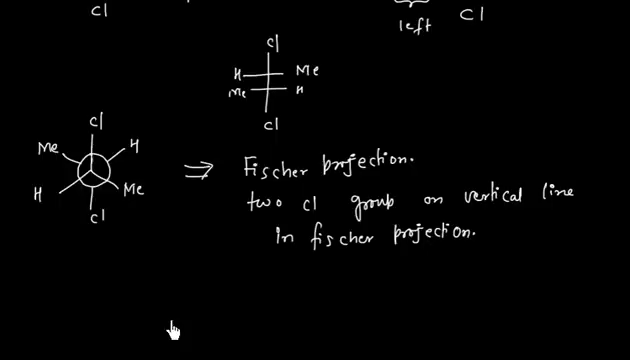 Cl
left
Cl
Cl
H Me
Me H
Cl
Cl
Me H
H Me
Cl
⇒ Fischer projection.
two cl group on vertical line
in fischer projection.